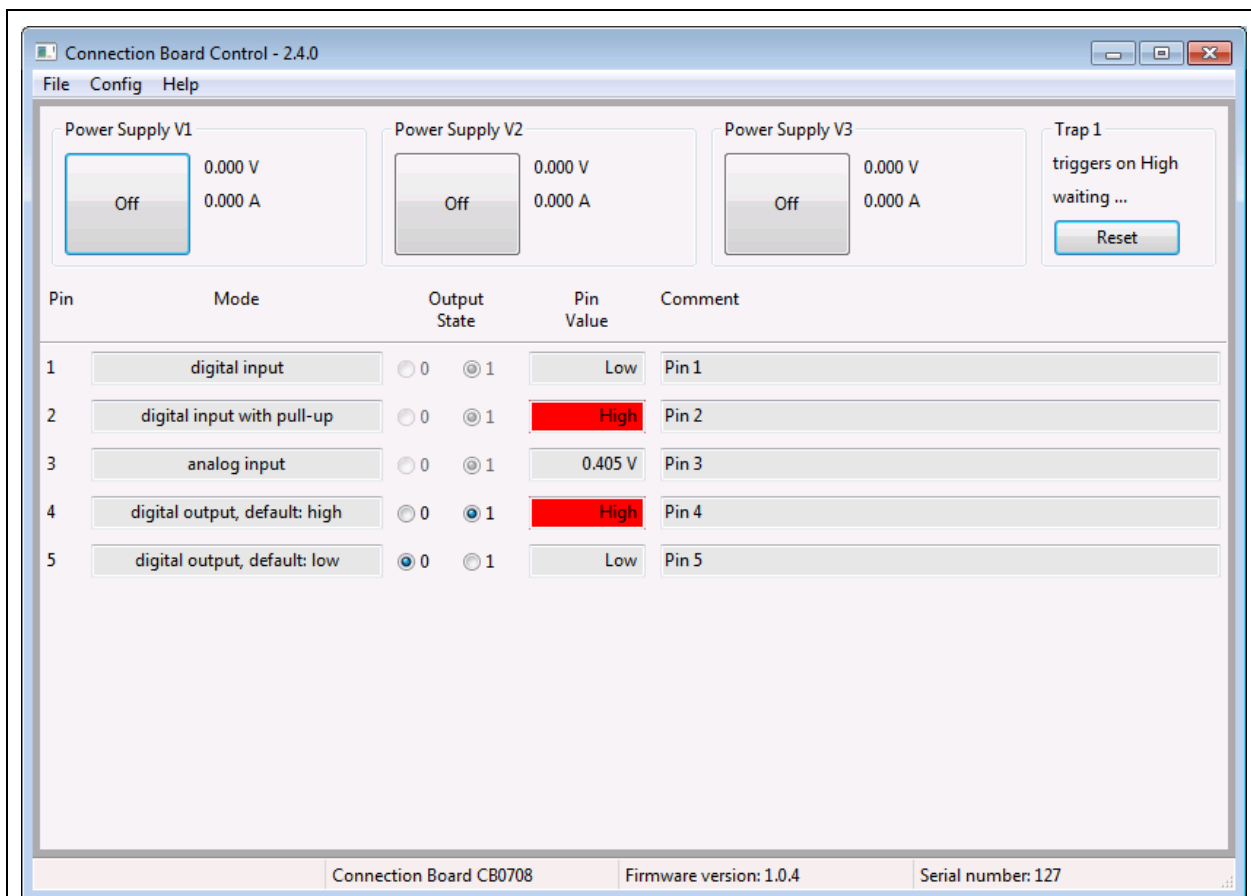 Connection Board Control - 2.4.0
File Config Help
Power Supply V1 Power Supply V2 Power Supply V3 Trap 1
Off 0.000 V 0.000 A
Off 0.000 V 0.000 A
Off 0.000 V 0.000 A
triggers on High
waiting ...
Reset
Pin Mode Output State Pin Value Comment
1 digital input 0 1 Low Pin 1
2 digital input with pull-up 0 1 High Pin 2
3 analog input 0 1 0.405 V Pin 3
4 digital output, default: high 0 1 High Pin 4
5 digital output, default: low 0 1 Low Pin 5
Connection Board CB0708 Firmware version: 1.0.4 Serial number: 127